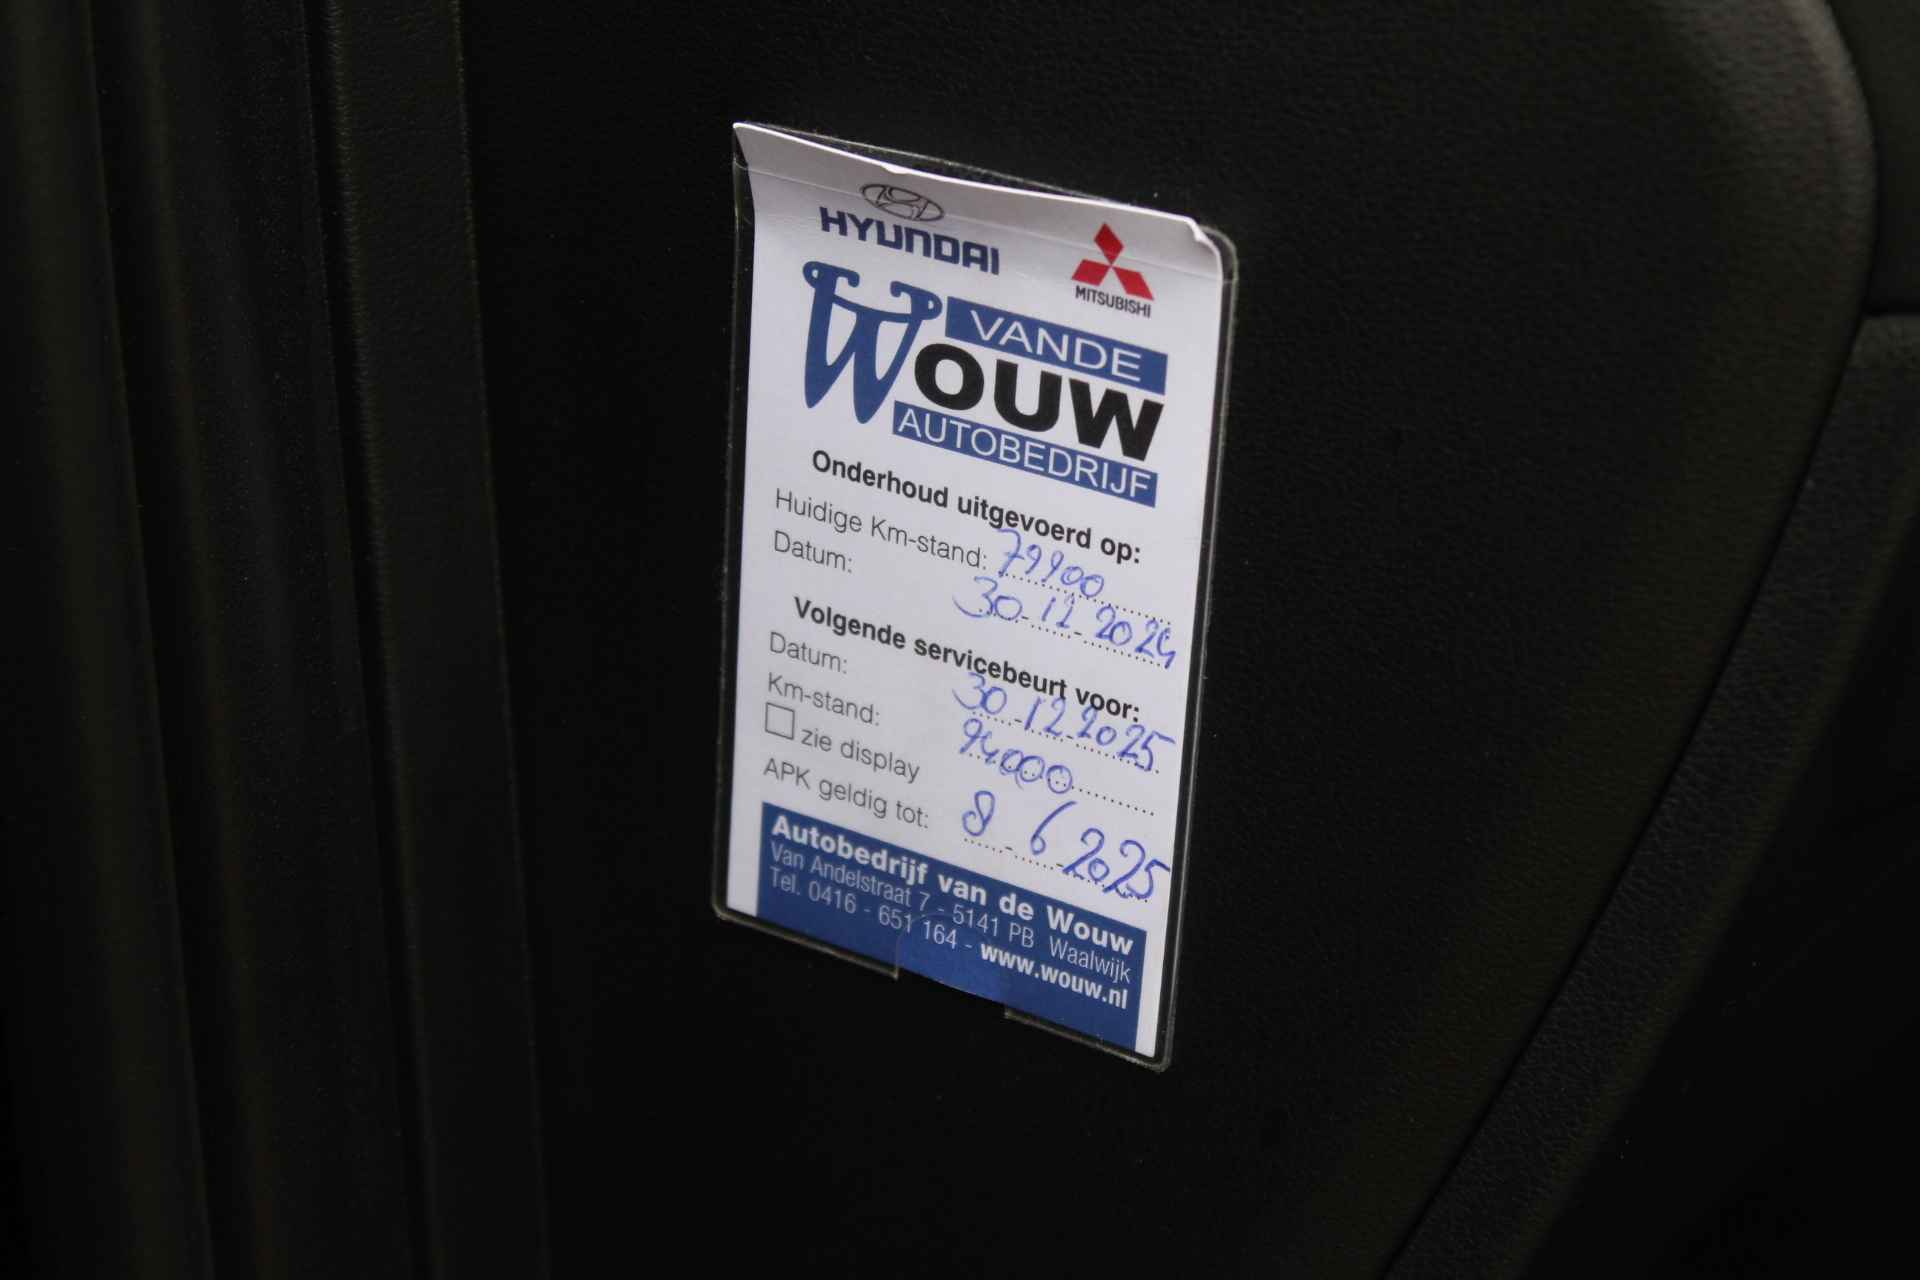 HYUNDAI
MITSUBISHI
VANDE
WOUW
AUTOBEDRIJF
Onderhoud uitgevoerd op:
Huidige Km-stand: 79900
Datum: 30-12-2024
Volgende servicebeurt voor:
Datum: 30-12-2025
Km-stand: 94000
zie display
APK geldig tot: 8-6-2025
Autobedrijf van de Wouw
Van Andelstraat 7 - 5141 PB Waalwijk
Tel. 0416 - 651 164 - www.wouw.nl